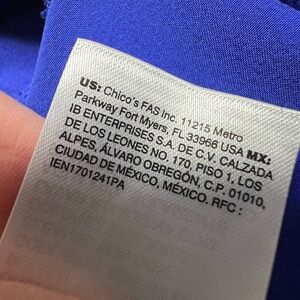 US: Chico's FAS Inc. 11215 Metro
Parkway Fort Myers, FL 33966 USA MX:
IB ENTERPRISES S.A. DE C.V. CALZADA
DE LOS LEONES NO. 170, PISO 1, LOS
ALPES, ÁLVARO OBREGÓN, C.P. 01010,
CIUDAD DE MÉXICO, MÉXICO. RFC :
IEN1701241PA